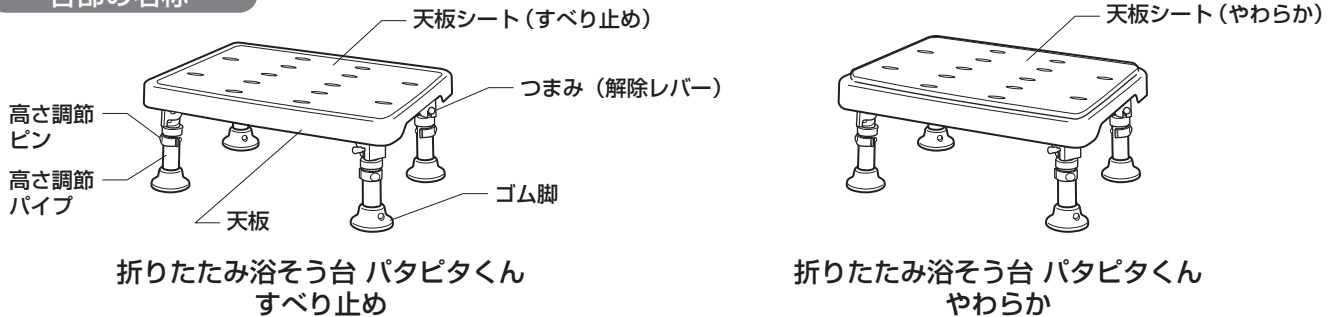 各部の名称
天板シート（すべり止め）
つまみ（解除レバー）
高さ調節
ピン
高さ調節
パイプ
ゴム脚
天板
折りたたみ浴そう台 パタピタくん
すべり止め
天板シート（やわらか）
折りたたみ浴そう台 パタピタくん
やわらか